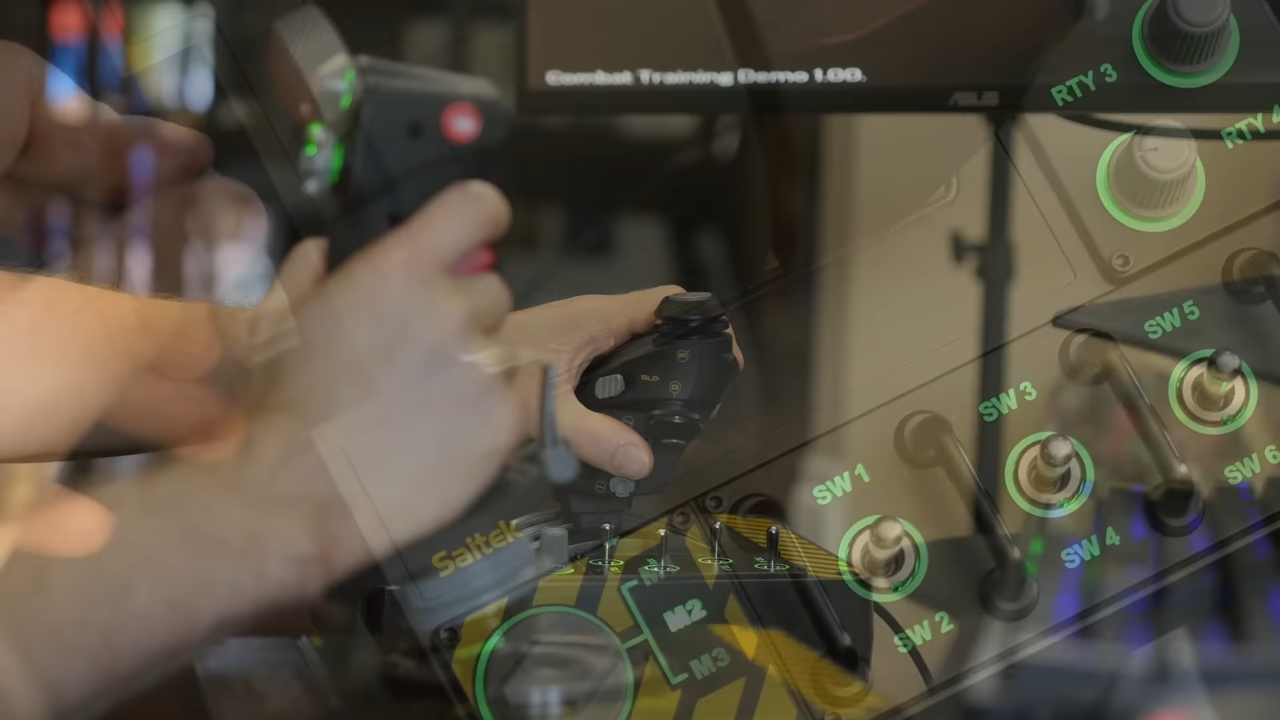 Combat Training Demo 1.00.
ASUS
RTY 3
RTY 4
SW 5
SW 3
SW 6
SW 1
SW 4
SW 2
Saitek
M2
M3